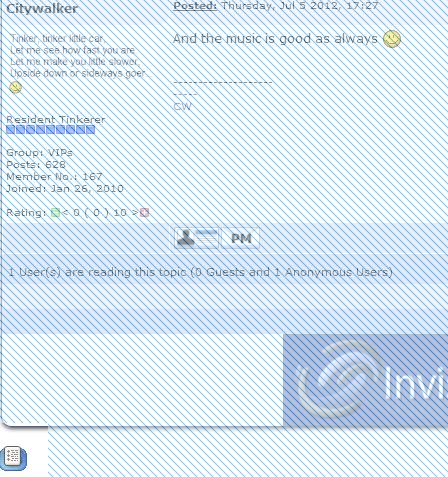 Citywalker
Posted: Thursday, Jul 5 2012, 17:27
Tinker, tinker little car,
Let me see how fast you are
Let me make you little slower,
Upside down or sideways goer
And the music is good as always
-------------------
-----
CW
Resident Tinkerer
Group: VIPs
Posts: 628
Member No.: 167
Joined: Jan 26, 2010
Rating: < 0 ( 0 ) 10 >
PM
1 User(s) are reading this topic (0 Guests and 1 Anonymous Users)
Invi